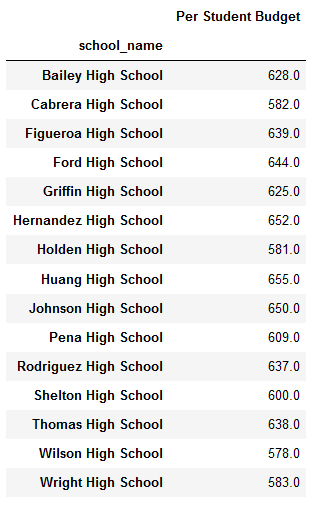 Per Student Budget
school_name
Bailey High School 628.0
Cabrera High School 582.0
Figueroa High School 639.0
Ford High School 644.0
Griffin High School 625.0
Hernandez High School 652.0
Holden High School 581.0
Huang High School 655.0
Johnson High School 650.0
Pena High School 609.0
Rodriguez High School 637.0
Shelton High School 600.0
Thomas High School 638.0
Wilson High School 578.0
Wright High School 583.0